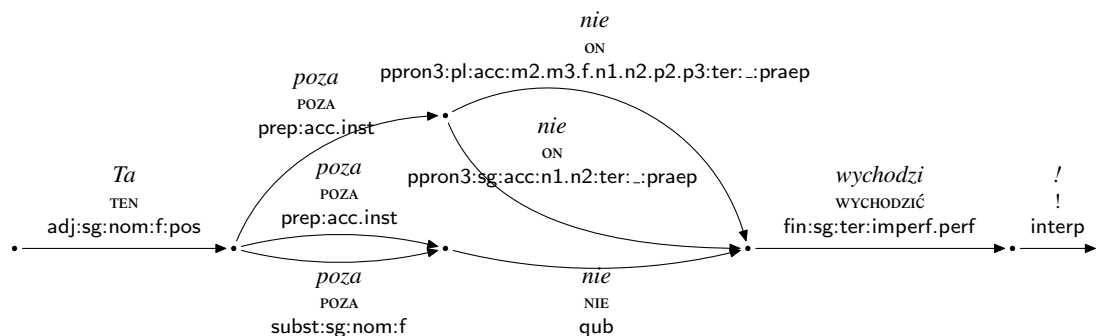 nie
ON
ppron3:pl:acc:m2.m3.f.n1.n2.p2.p3:ter:_:praep
poza
POZA
prep:acc.inst
nie
ON
ppron3:sg:acc:n1.n2:ter:_:praep
Ta
TEN
adj:sg:nom:f:pos
poza
POZA
prep:acc.inst
wychodzi
WYCHODZIĆ
fin:sg:ter:imperf.perf
!
!
interp
poza
POZA
subst:sg:nom:f
nie
NIE
qub